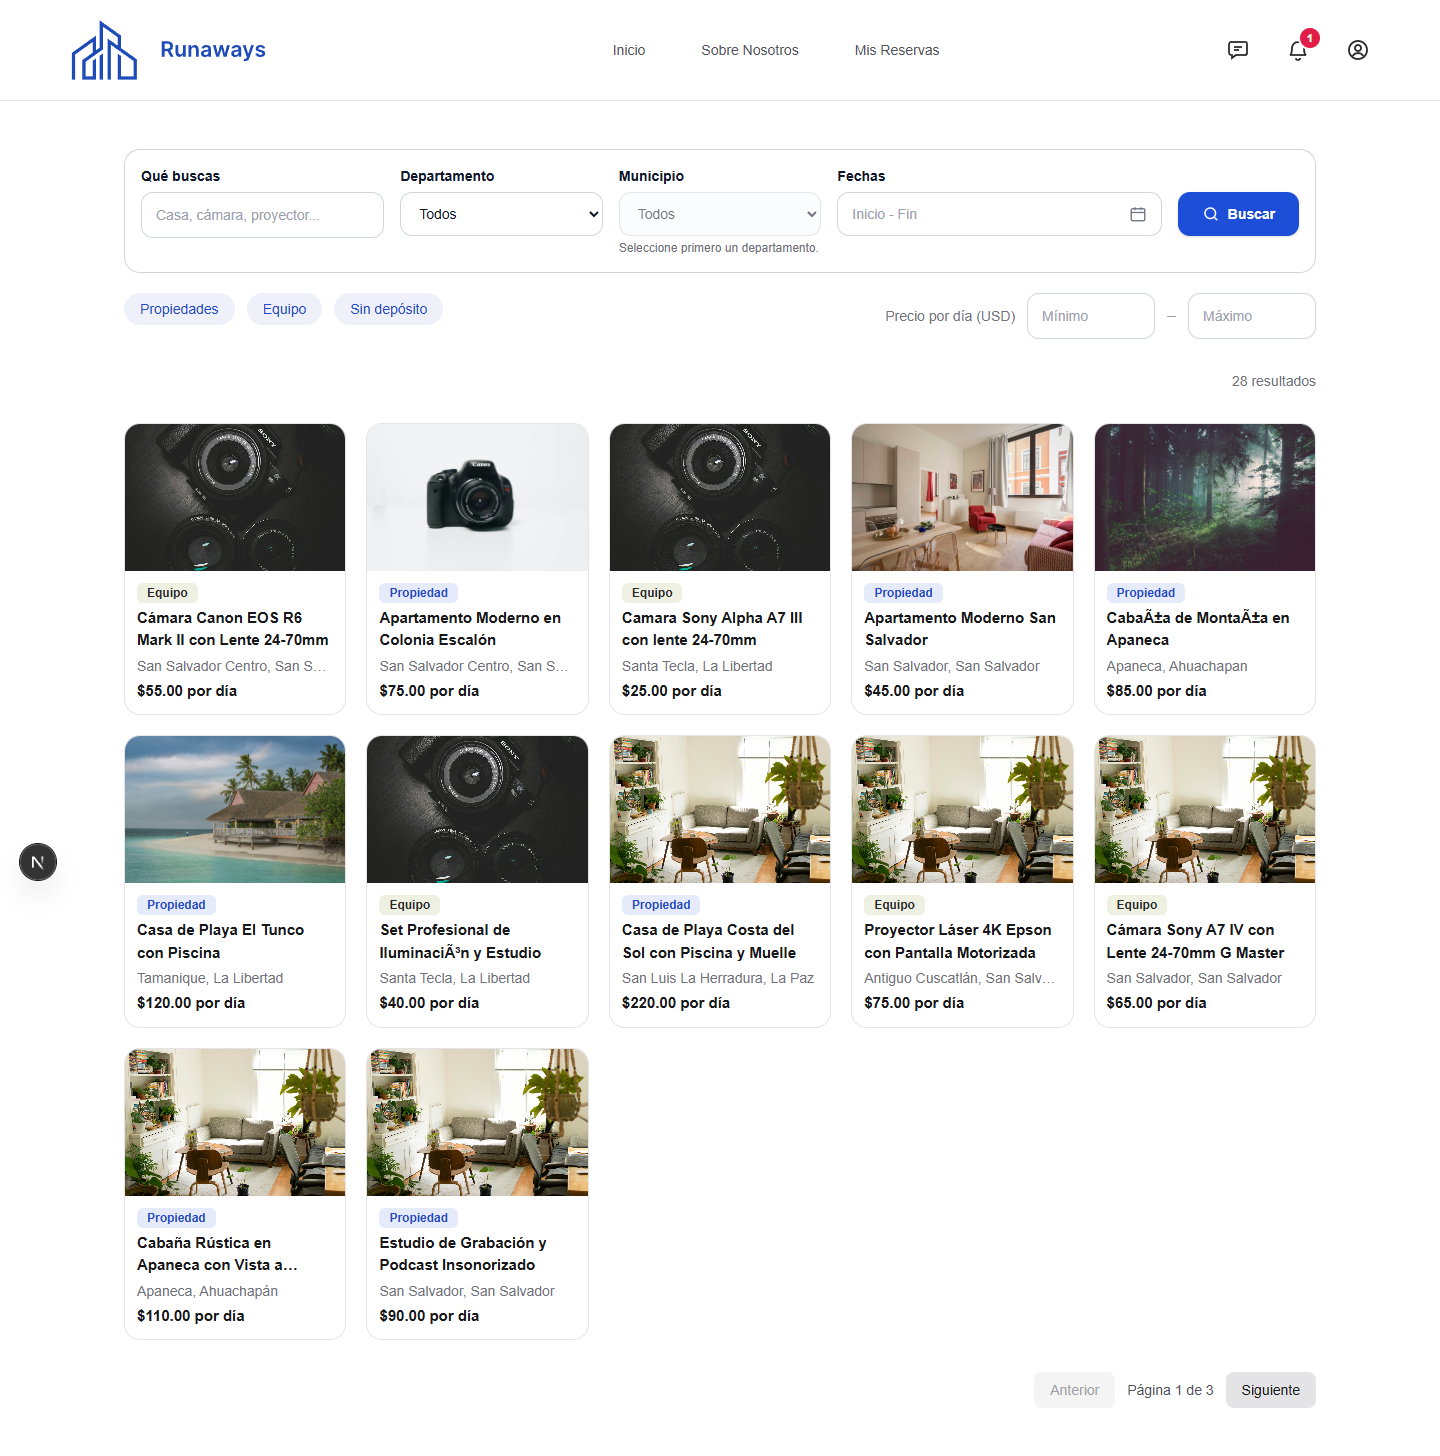 Runaways
Inicio
Sobre Nosotros
Mis Reservas
1
Qué buscas
Departamento
Municipio
Fechas
Casa, cámara, proyector...
Todos
Todos
Inicio - Fin
Buscar
Seleccione primero un departamento.
Propiedades
Equipo
Sin depósito
Precio por día (USD)
Mínimo
–
Máximo
28 resultados
SONY
Equipo
Cámara Canon EOS R6
Mark II con Lente 24-70mm
San Salvador Centro, San S...
$55.00 por día
Canon
Propiedad
Apartamento Moderno en
Colonia Escalón
San Salvador Centro, San S...
$75.00 por día
SONY
Equipo
Camara Sony Alpha A7 III
con lente 24-70mm
Santa Tecla, La Libertad
$25.00 por día
Propiedad
Apartamento Moderno San
Salvador
San Salvador, San Salvador
$45.00 por día
Propiedad
CabaÃ±a de MontaÃ±a en
Apaneca
Apaneca, Ahuachapan
$85.00 por día
Propiedad
Casa de Playa El Tunco
con Piscina
Tamanique, La Libertad
$120.00 por día
SONY
Equipo
Set Profesional de
IluminaciÃ³n y Estudio
Santa Tecla, La Libertad
$40.00 por día
Propiedad
Casa de Playa Costa del
Sol con Piscina y Muelle
San Luis La Herradura, La Paz
$220.00 por día
Equipo
Proyector Láser 4K Epson
con Pantalla Motorizada
Antiguo Cuscatlán, San Salv...
$75.00 por día
Equipo
Cámara Sony A7 IV con
Lente 24-70mm G Master
San Salvador, San Salvador
$65.00 por día
N
Propiedad
Cabaña Rústica en
Apaneca con Vista a...
Apaneca, Ahuachapán
$110.00 por día
Propiedad
Estudio de Grabación y
Podcast Insonorizado
San Salvador, San Salvador
$90.00 por día
Anterior
Página 1 de 3
Siguiente